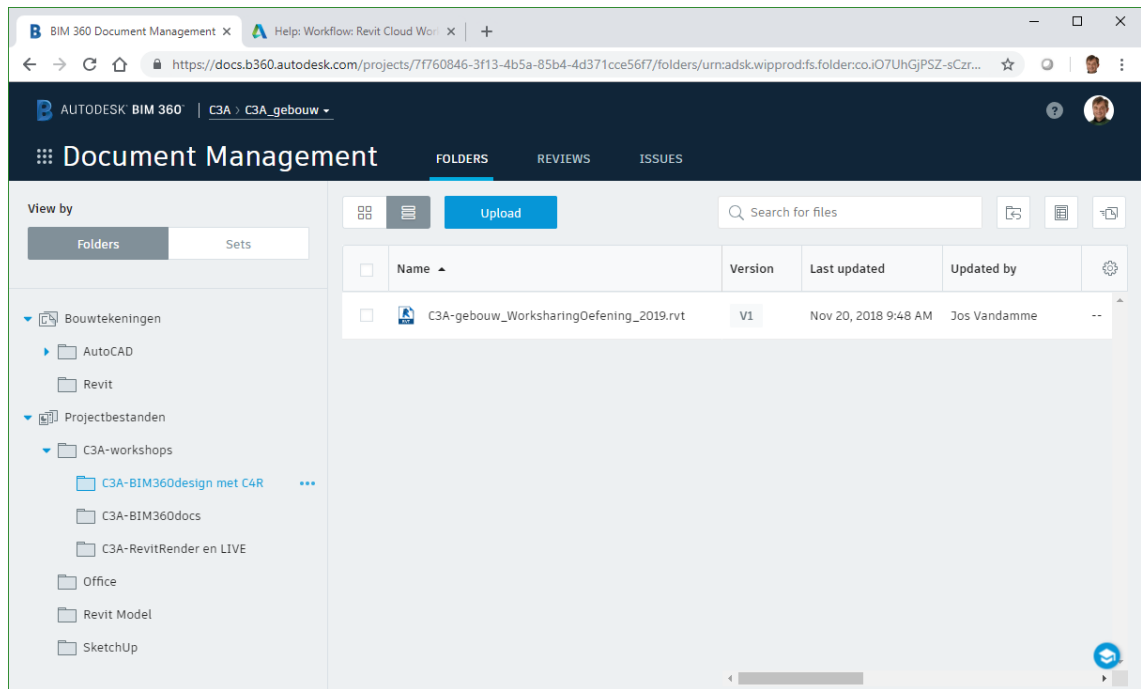 BIM 360 Document Management
Help: Workflow: Revit Cloud Wor
https://docs.b360.autodesk.com/projects/7f760846-3f13-4b5a-85b4-4d371cce56f7/folders/urn:adsk.wipprod:fs.folder:co.iO7UhGjPSZ-sCzr...
AUTODESK® BIM 360™ | C3A > C3A_gebouw
Document Management
FOLDERS REVIEWS ISSUES
View by
Folders Sets
Upload
Search for files
Name Version Last updated Updated by
C3A-gebouw_WorksharingOefening_2019.rvt V1 Nov 20, 2018 9:48 AM Jos Vandamme --
Bouwtekeningen
AutoCAD
Revit
Projectbestanden
C3A-workshops
C3A-BIM360design met C4R
C3A-BIM360docs
C3A-RevitRender en LIVE
Office
Revit Model
SketchUp